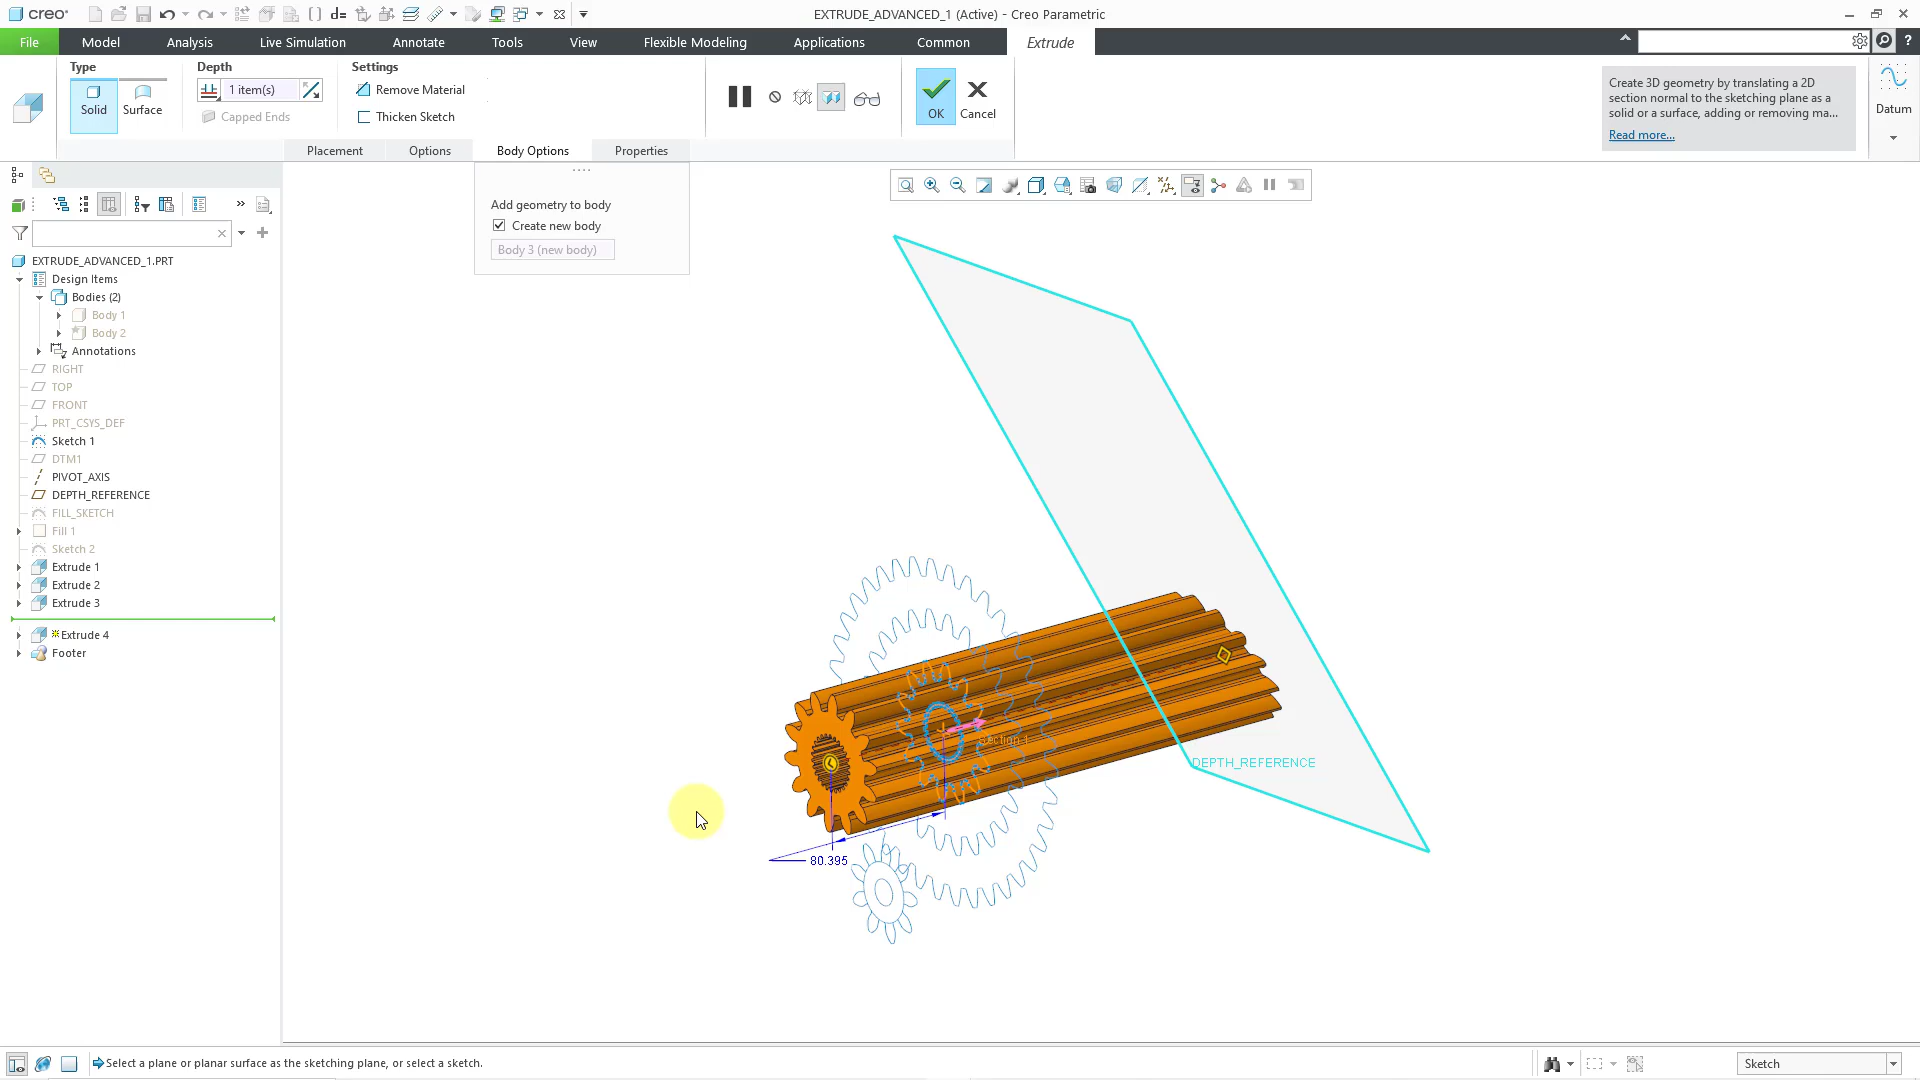 creo
EXTRUDE_ADVANCED_1 (Active) - Creo Parametric
File Model Analysis Live Simulation Annotate Tools View Flexible Modeling Applications Common Extrude
Type Depth Settings
Solid Surface
1 item(s)
Capped Ends
Remove Material
Thicken Sketch
OK Cancel
Create 3D geometry by translating a 2D
section normal to the sketching plane as a
solid or a surface, adding or removing ma...
Read more...
Datum
Placement Options Body Options Properties
Add geometry to body
Create new body
Body 3 (new body)
EXTRUDE_ADVANCED_1.PRT
Design Items
Bodies (2)
Body 1
Body 2
Annotations
RIGHT
TOP
FRONT
PRT_CSYS_DEF
Sketch 1
DTM1
PIVOT_AXIS
DEPTH_REFERENCE
FILL_SKETCH
Fill 1
Sketch 2
Extrude 1
Extrude 2
Extrude 3
Extrude 4
Footer
Section 1
DEPTH_REFERENCE
80.395
Select a plane or planar surface as the sketching plane, or select a sketch.
Sketch